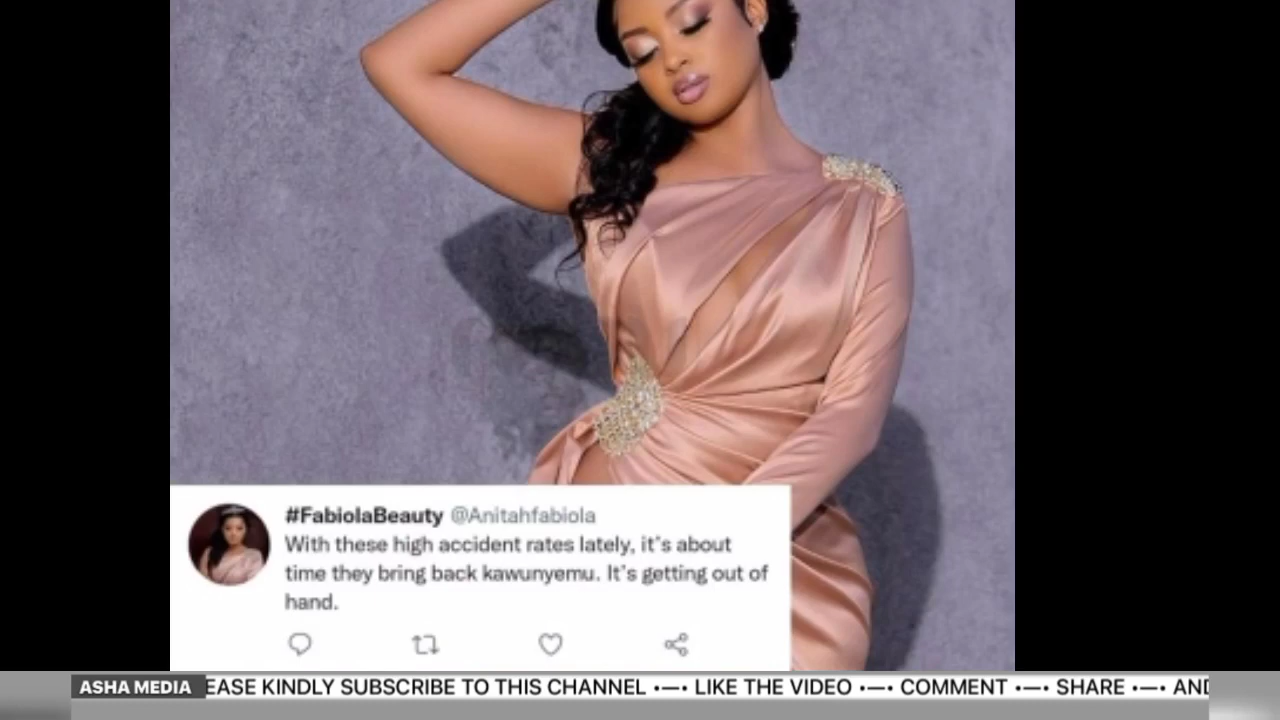 #FabiolaBeauty @Anitahfabiola
With these high accident rates lately, it's about
time they bring back kawunyemu. It's getting out of
hand.
ASHA MEDIA EASE KINDLY SUBSCRIBE TO THIS CHANNEL •—• LIKE THE VIDEO •—• COMMENT •—• SHARE •—• AND